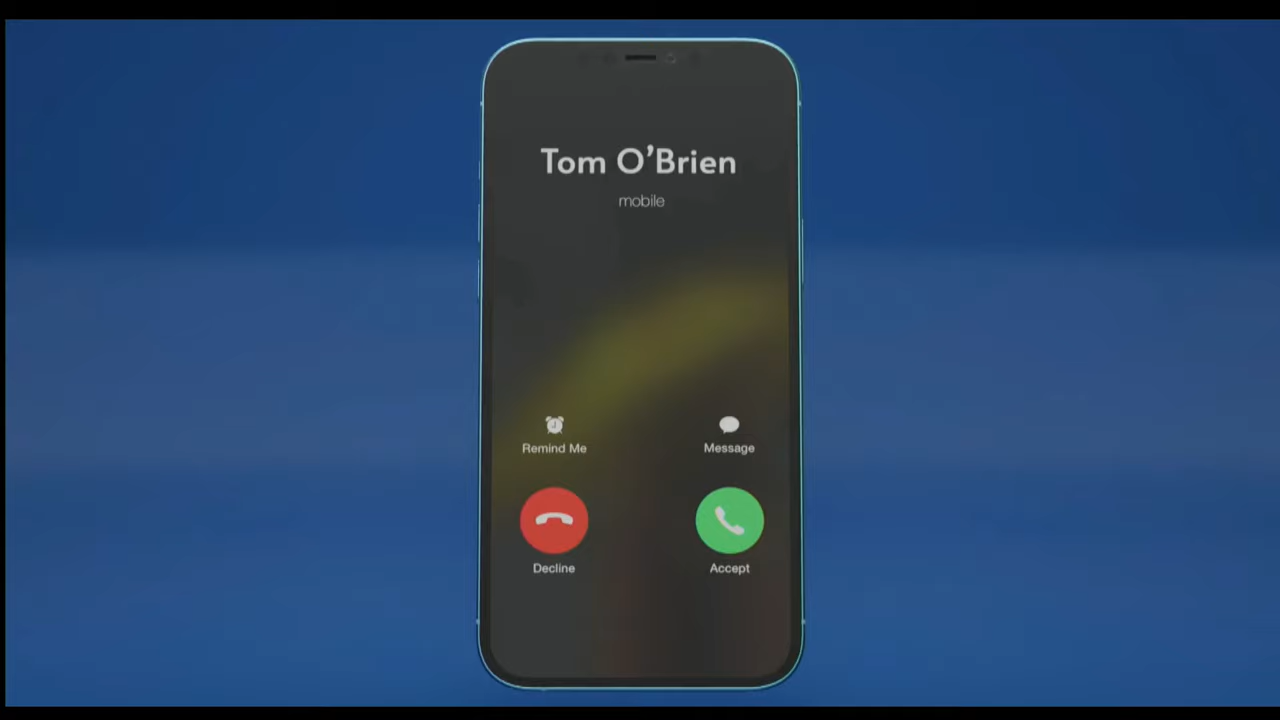 Tom O’Brien
mobile
Remind Me
Message
Decline
Accept